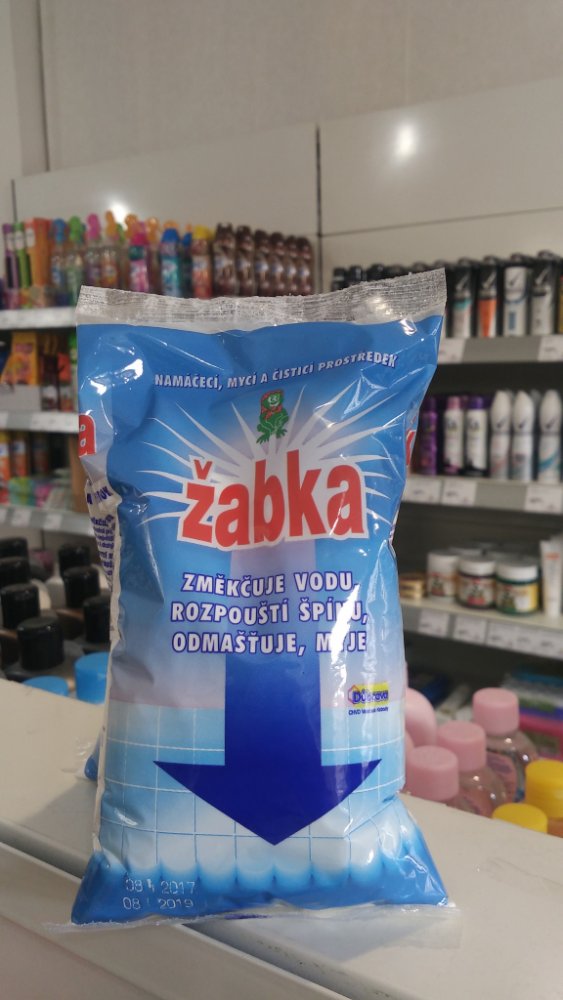 NAMÁČECÍ, MYCÍ A ČISTICÍ PROSTŘEDEK
žabka
ZMĚKČUJE VODU,
ROZPOUŠTÍ ŠPÍNU,
ODMAŠŤUJE, MYJE
08 2017
08 2019